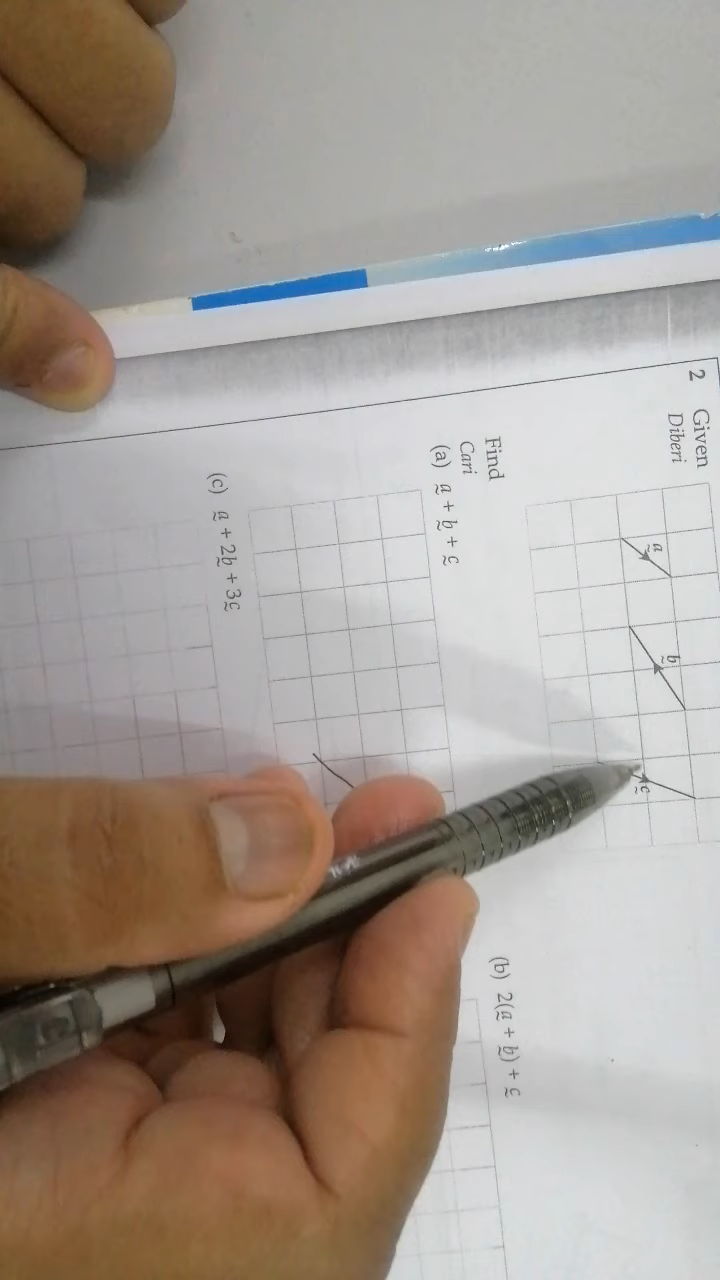 2 Given
Diberi
a
b
c
Find
Cari
(a) a + b + c
(b) 2(a + b) + c
(c) a + 2b + 3c